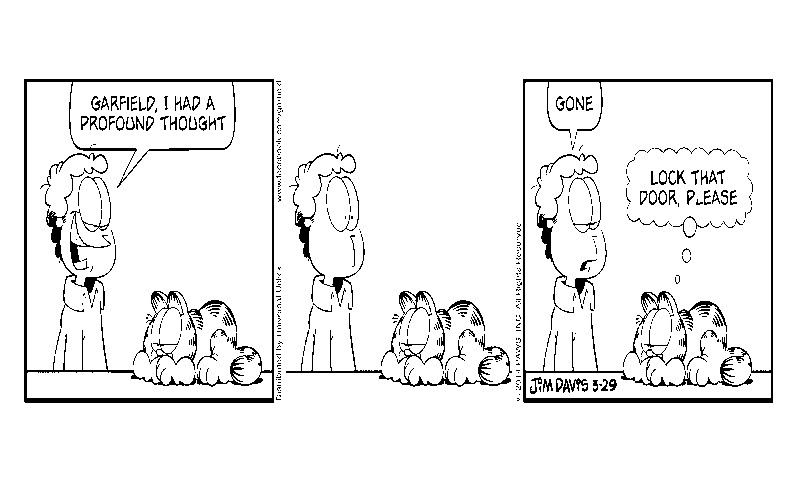 GARFIELD, I HAD A
PROFOUND THOUGHT
GONE
LOCK THAT
DOOR, PLEASE
JIM DAVIS 3-29